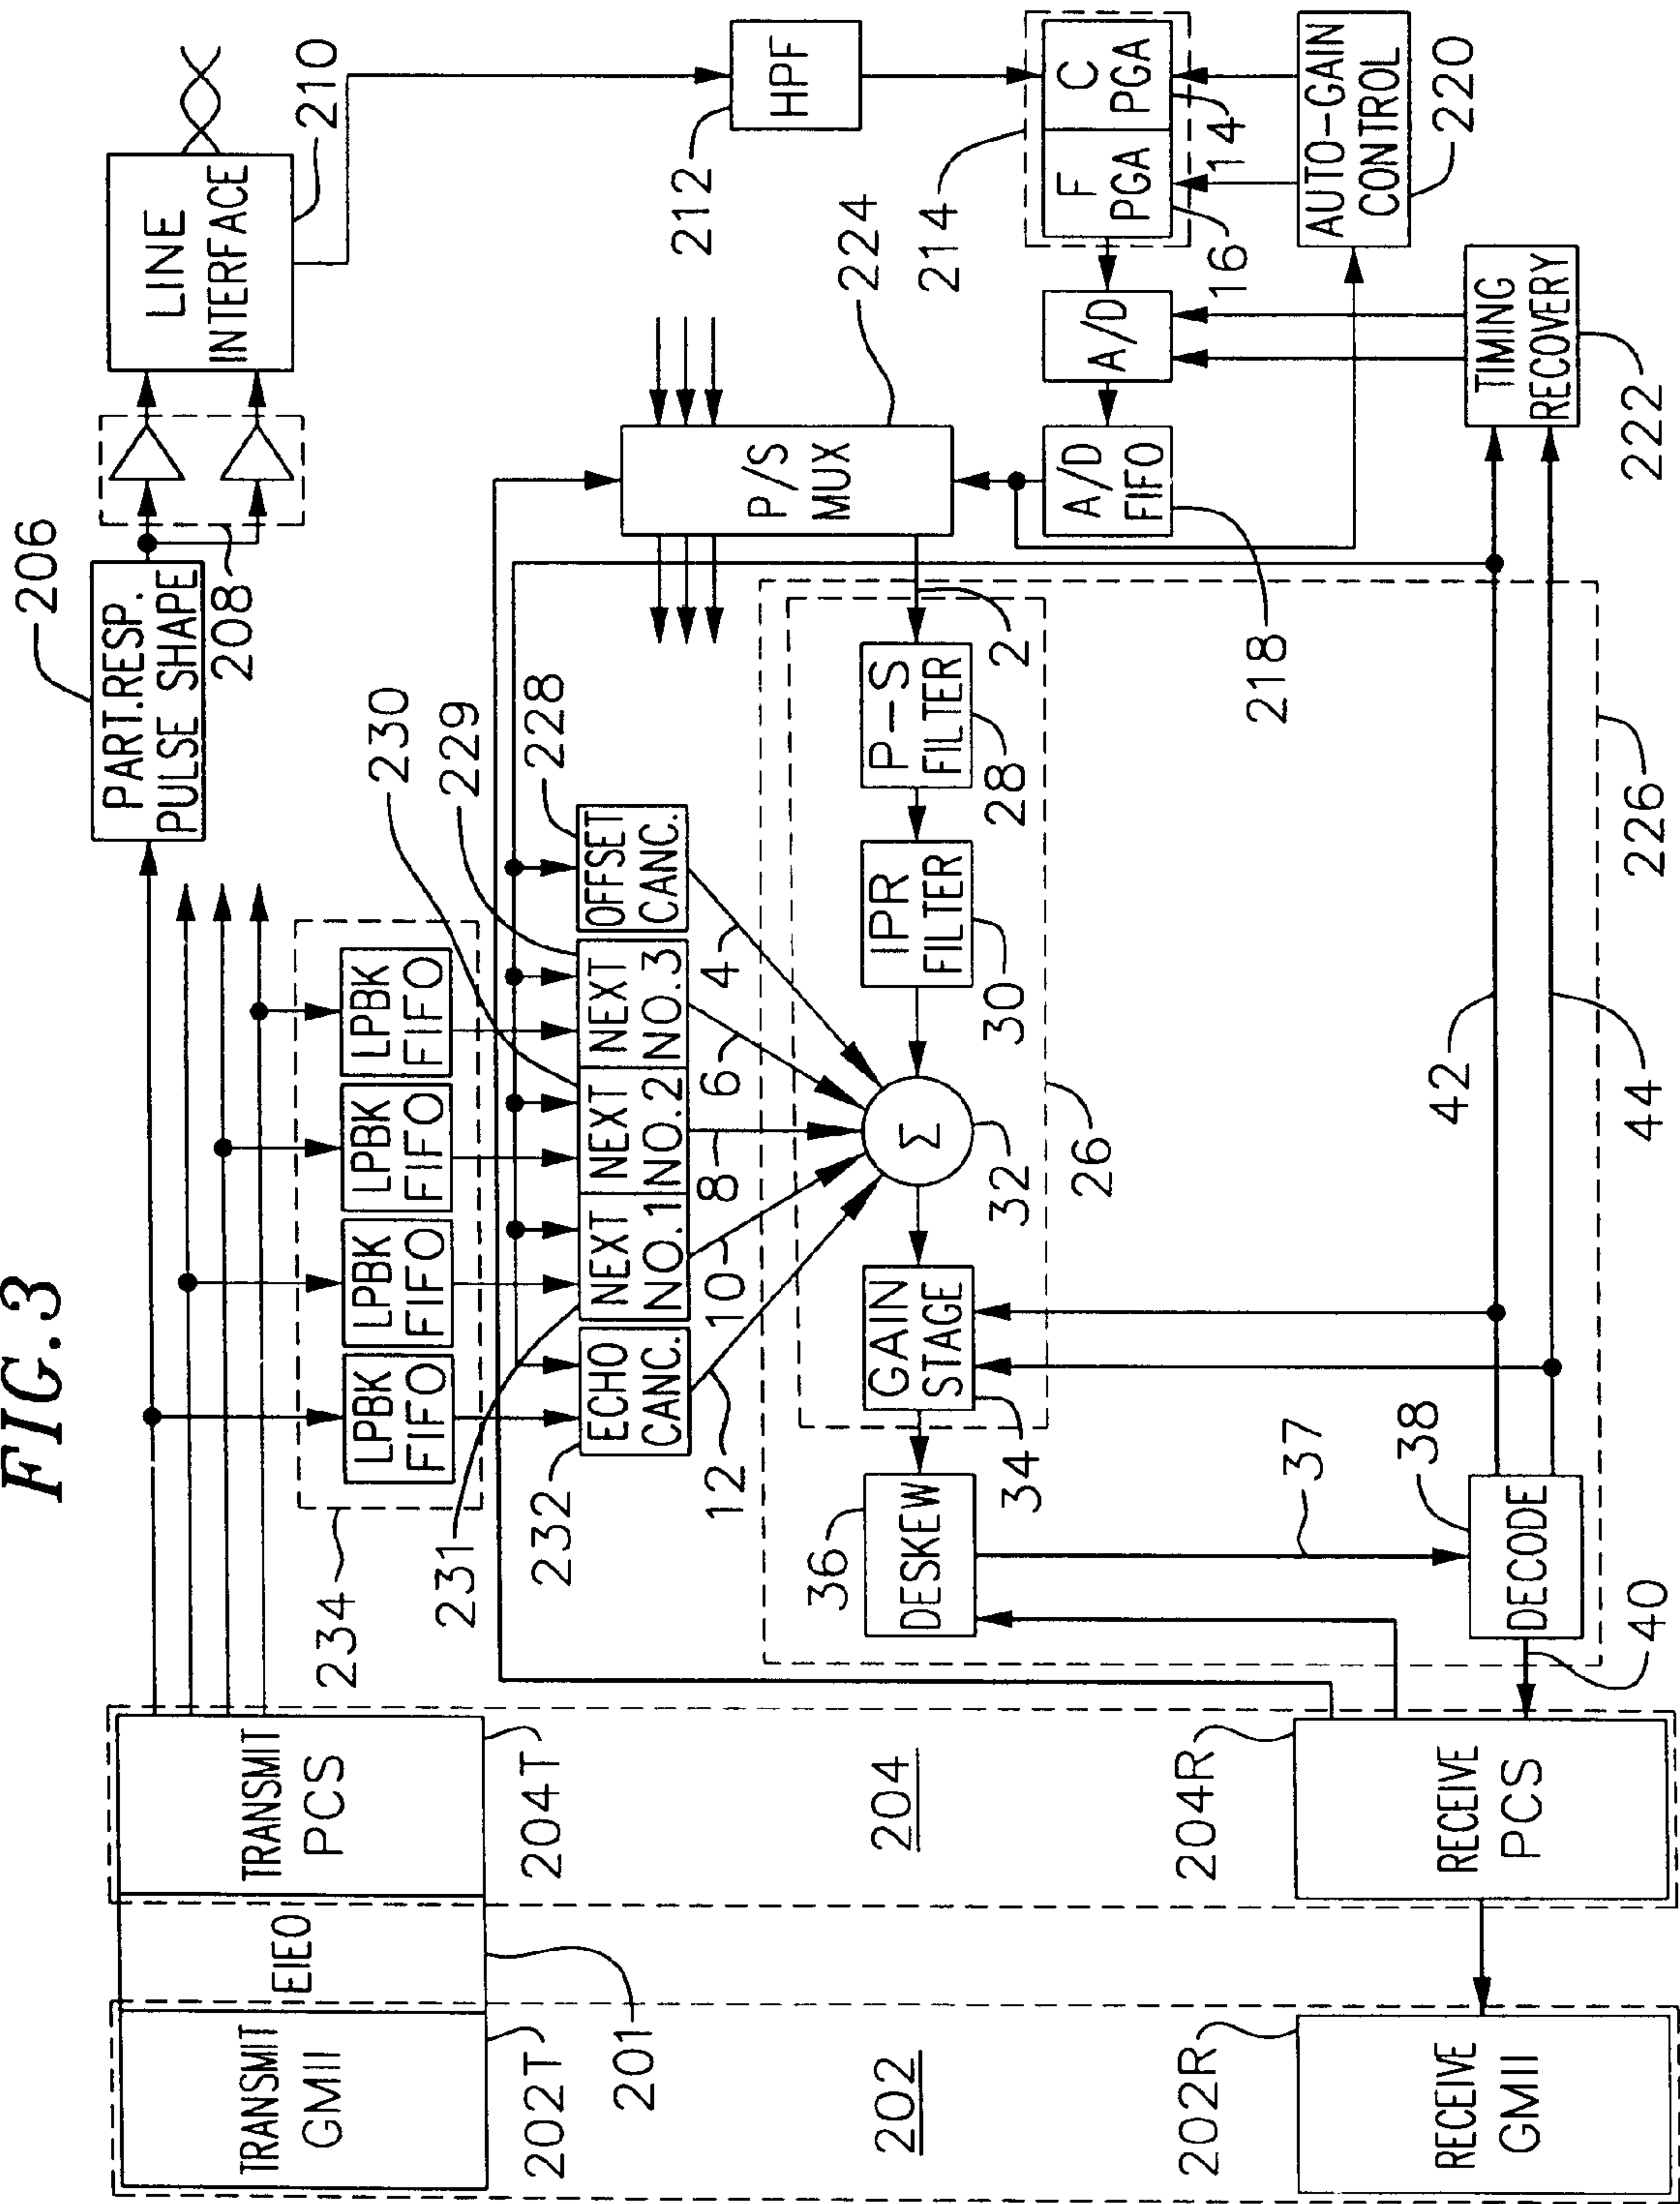 FIG.3
TRANSMIT
GMII
202T
EIEO
201
TRANSMIT
PCS
204T
202
204
RECEIVE
GMII
202R
RECEIVE
PCS
204R
PART.RESP.
PULSE SHAPE
206
208
LINE
INTERFACE
210
234
LPBK
FIFO
LPBK
FIFO
LPBK
FIFO
LPBK
FIFO
ECHO
CANC.
232
NEXT
NO.1
231
NEXT
NO.2
230
NEXT
NO.3
229
OFFSET
CANC.
228
12
10
8
6
4
P/S
MUX
224
HPF
212
F
PGA
16
C
PGA
14
214
A/D
A/D
FIFO
218
AUTO-GAIN
CONTROL
220
TIMING
RECOVERY
222
2
P-S
FILTER
28
IPR
FILTER
30
Σ
32
GAIN
STAGE
34
26
DESKEW
36
37
DECODE
38
40
42
44
226